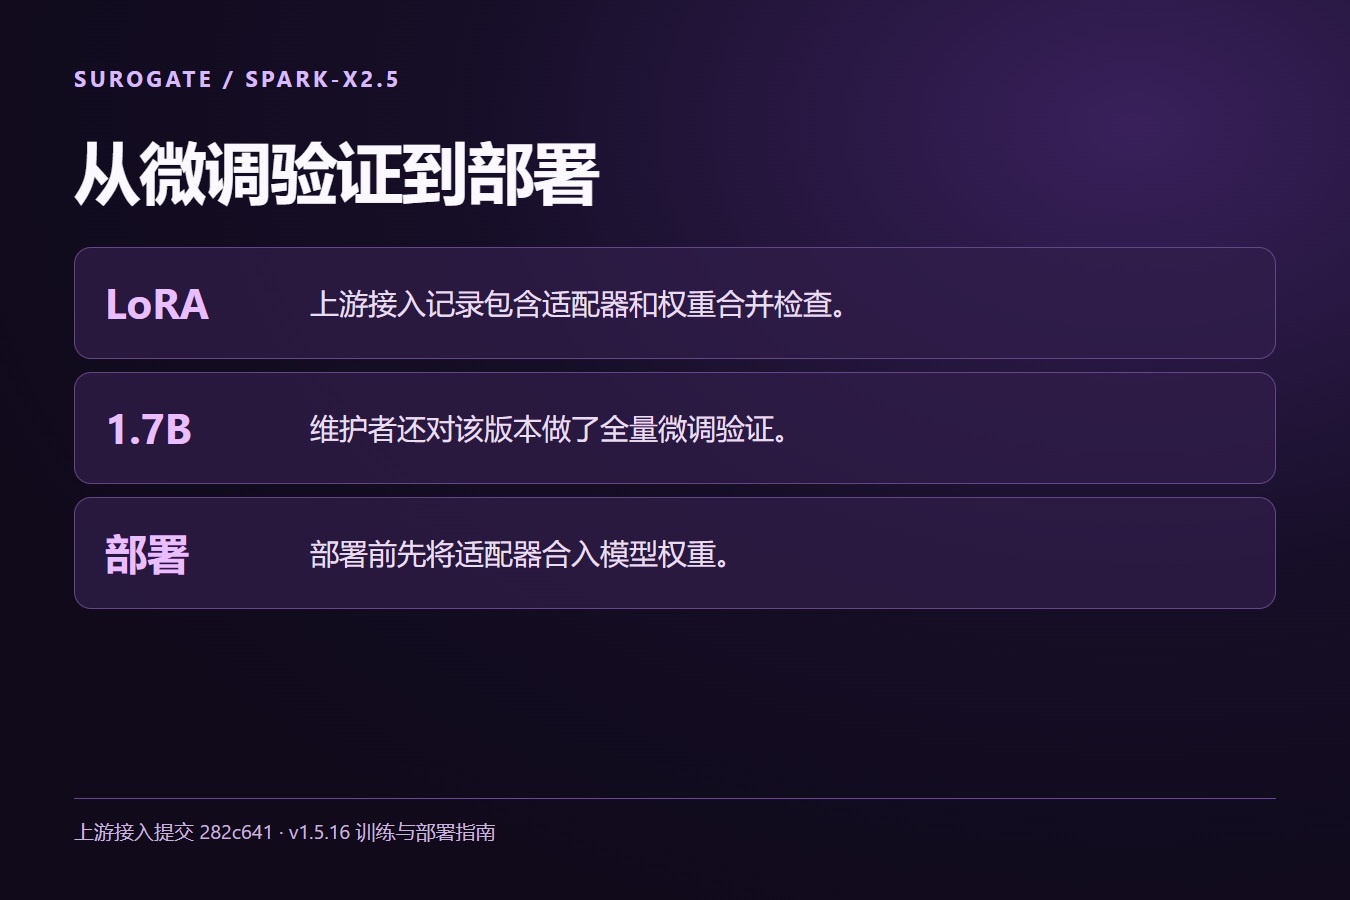 SUROGATE / SPARK-X2.5
从微调验证到部署
LoRA
上游接入记录包含适配器和权重合并检查。
1.7B
维护者还对该版本做了全量微调验证。
部署
部署前先将适配器合入模型权重。
上游接入提交 282c641 · v1.5.16 训练与部署指南